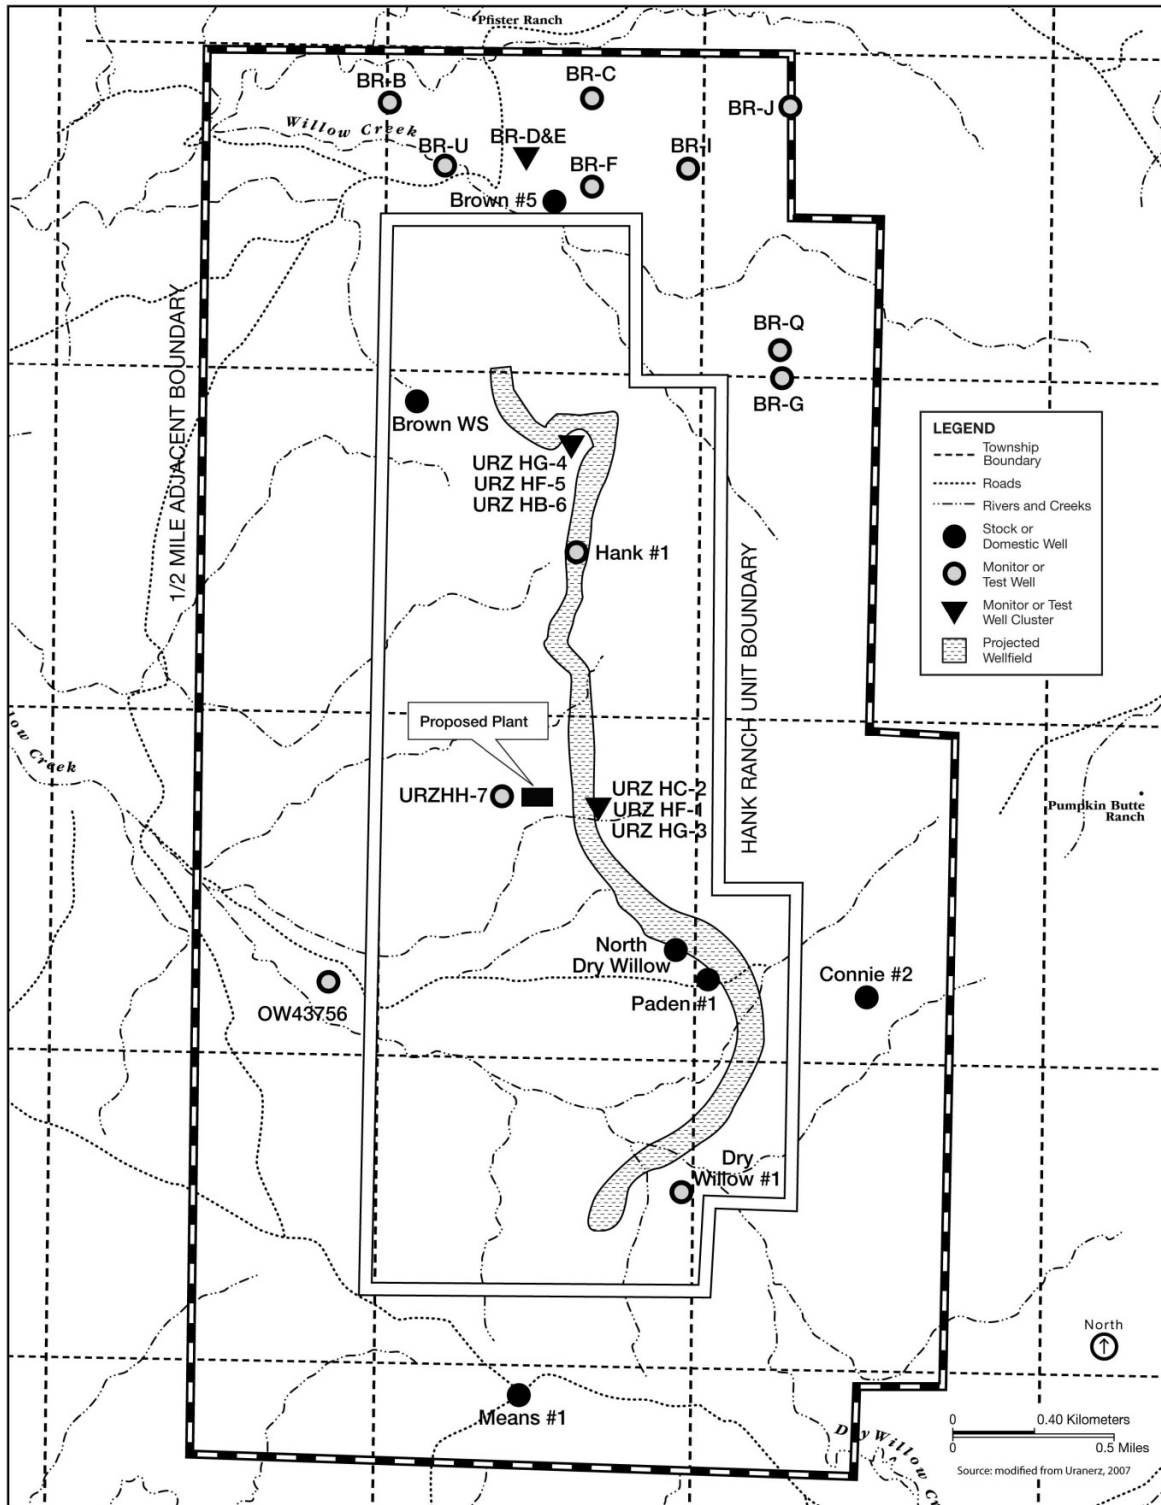 Pfister Ranch
BR-B
BR-C
BR-J
Willow Creek
BR-U
BR-D&E
BR-F
BR-I
Brown #5
1/2 MILE ADJACENT BOUNDARY
BR-Q
BR-G
Brown WS
URZ HG-4
URZ HF-5
URZ HB-6
Hank #1
LEGEND
Township
Boundary
Roads
Rivers and Creeks
Stock or
Domestic Well
Monitor or
Test Well
Monitor or Test
Well Cluster
Projected
Wellfield
HANK RANCH UNIT BOUNDARY
Proposed Plant
low Creek
URZHH-7
URZ HC-2
URZ HF-1
URZ HG-3
Pumpkin Butte
Ranch
North
Dry Willow
Paden #1
Connie #2
OW43756
Dry
Willow #1
Means #1
North
0 0.40 Kilometers
0 0.5 Miles
Dry Willow Cr
Source: modified from Uranerz, 2007